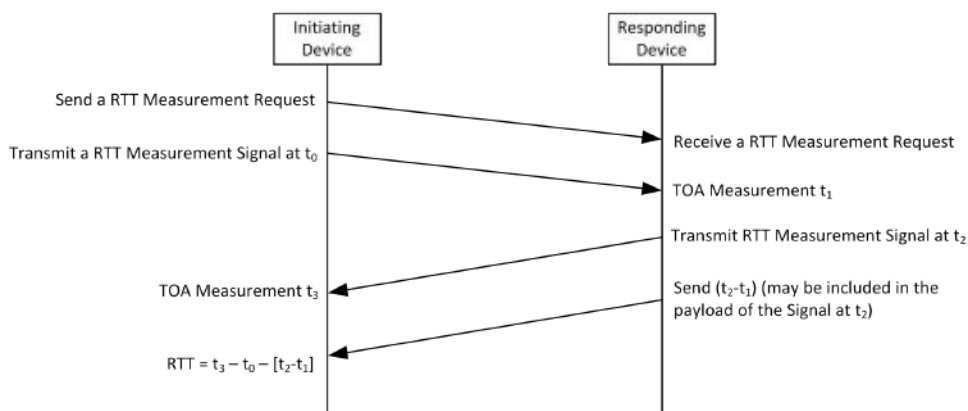 Initiating
Device
Responding
Device
Send a RTT Measurement Request
Receive a RTT Measurement Request
Transmit a RTT Measurement Signal at t₀
TOA Measurement t₁
Transmit RTT Measurement Signal at t₂
TOA Measurement t₃
Send (t₂-t₁) (may be included in the
payload of the Signal at t₂)
RTT = t₃ – t₀ – [t₂-t₁]